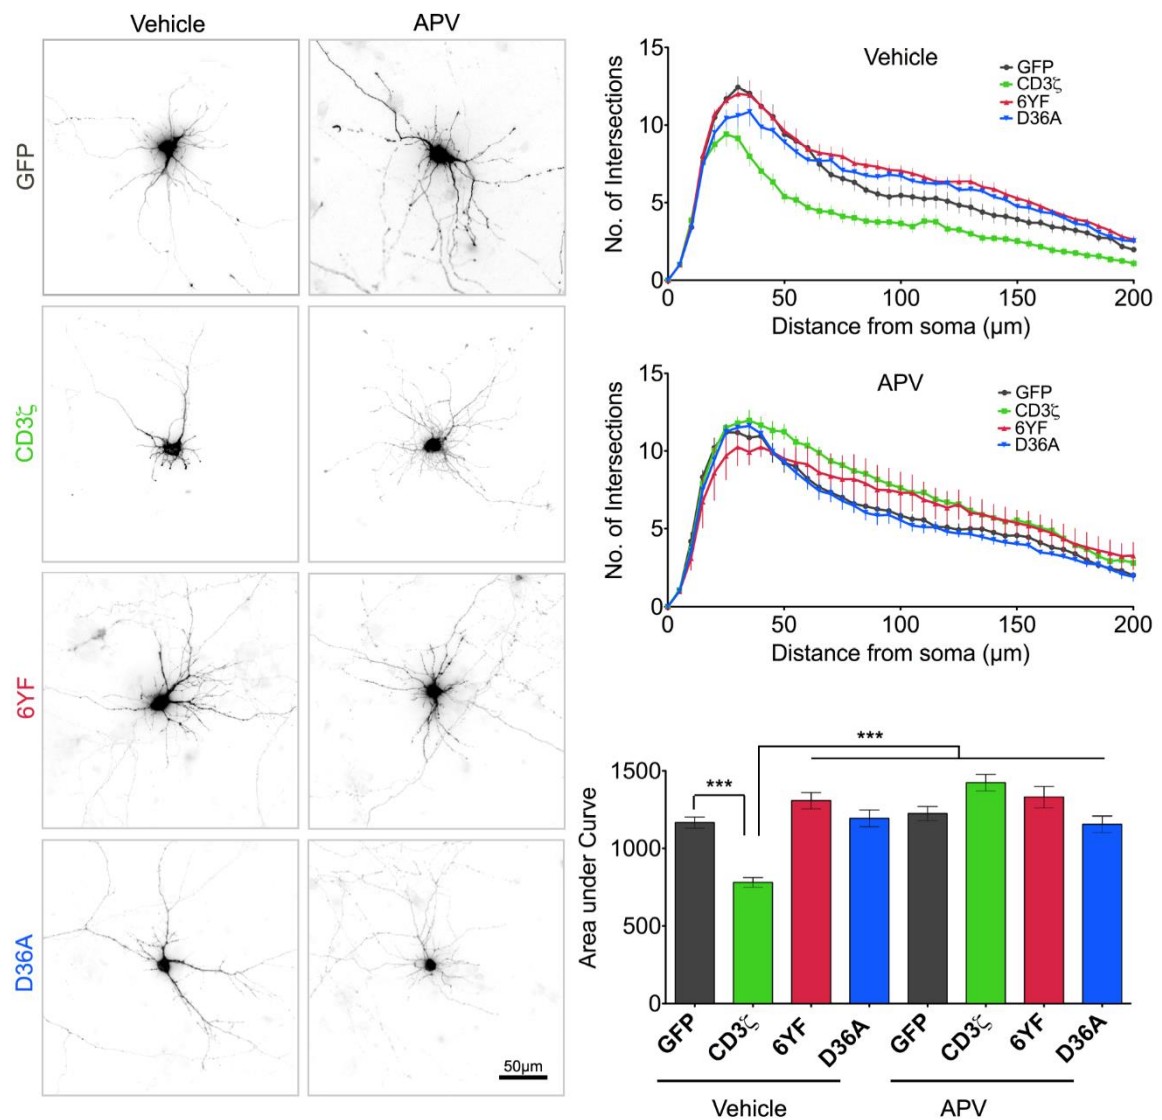 Vehicle
APV
GFP
CD3ζ
6YF
D36A
50µm
Vehicle
GFP
CD3ζ
6YF
D36A
No. of Intersections
15
10
5
0
0
50
100
150
200
Distance from soma (µm)
APV
GFP
CD3ζ
6YF
D36A
No. of Intersections
15
10
5
0
0
50
100
150
200
Distance from soma (µm)
***
***
Area under Curve
1500
1000
500
0
GFP
CD3ζ
6YF
D36A
GFP
CD3ζ
6YF
D36A
Vehicle
APV